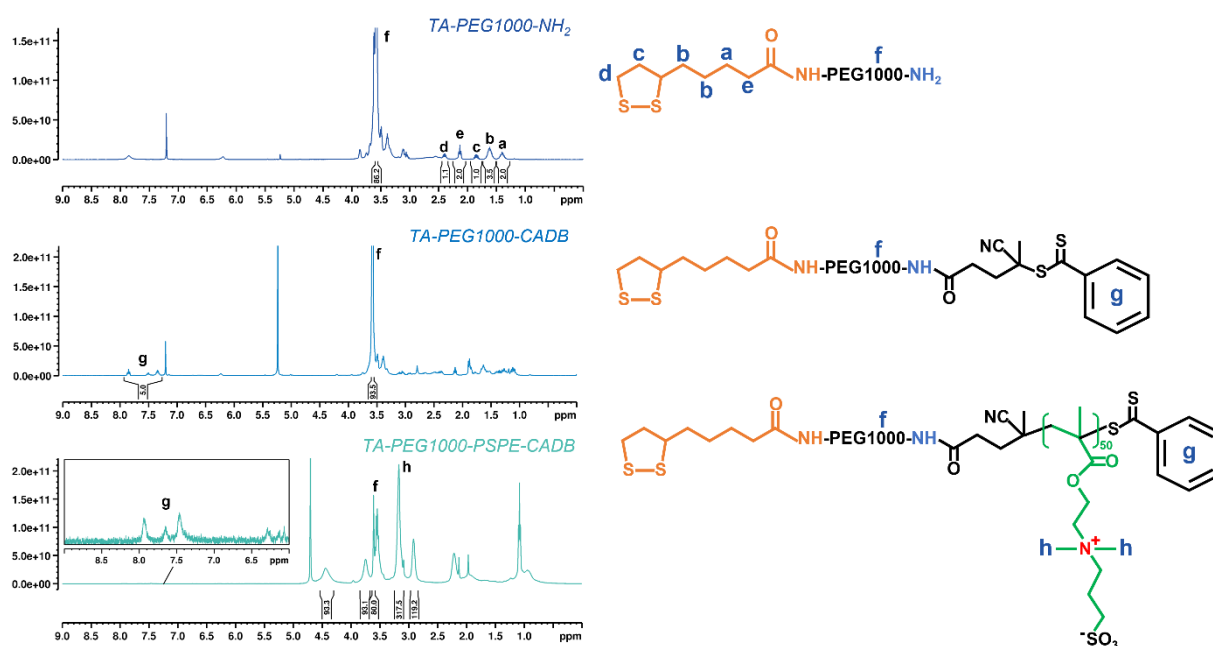 TA-PEG1000-NH2
f
1.5e+11
1.0e+11
5.0e+10
0.0e+00
d e c b a
1.1 2.0 1.0 3.5 2.0
86.2
9.0 8.5 8.0 7.5 7.0 6.5 6.0 5.5 5.0 4.5 4.0 3.5 3.0 2.5 2.0 1.5 1.0 ppm
d c b a O f
b e NH-PEG1000-NH2
S-S
TA-PEG1000-CADB
f
2.0e+11
1.5e+11
1.0e+11
5.0e+10
0.0e+00
g
5.0
93.5
9.0 8.5 8.0 7.5 7.0 6.5 6.0 5.5 5.0 4.5 4.0 3.5 3.0 2.5 2.0 1.5 1.0 ppm
O f CN S
NH-PEG1000-NH S g
S-S O
TA-PEG1000-PSPE-CADB
h
f
2.0e+11
1.5e+11
1.0e+11
5.0e+10
0.0e+00
g
8.5 8.0 7.5 7.0 6.5 ppm
93.3 93.1 80.0 317.5 119.2
9.0 8.5 8.0 7.5 7.0 6.5 6.0 5.5 5.0 4.5 4.0 3.5 3.0 2.5 2.0 1.5 1.0 ppm
O f CN S
NH-PEG1000-NH S g
50
S-S O O
O
h N+ h
-SO3